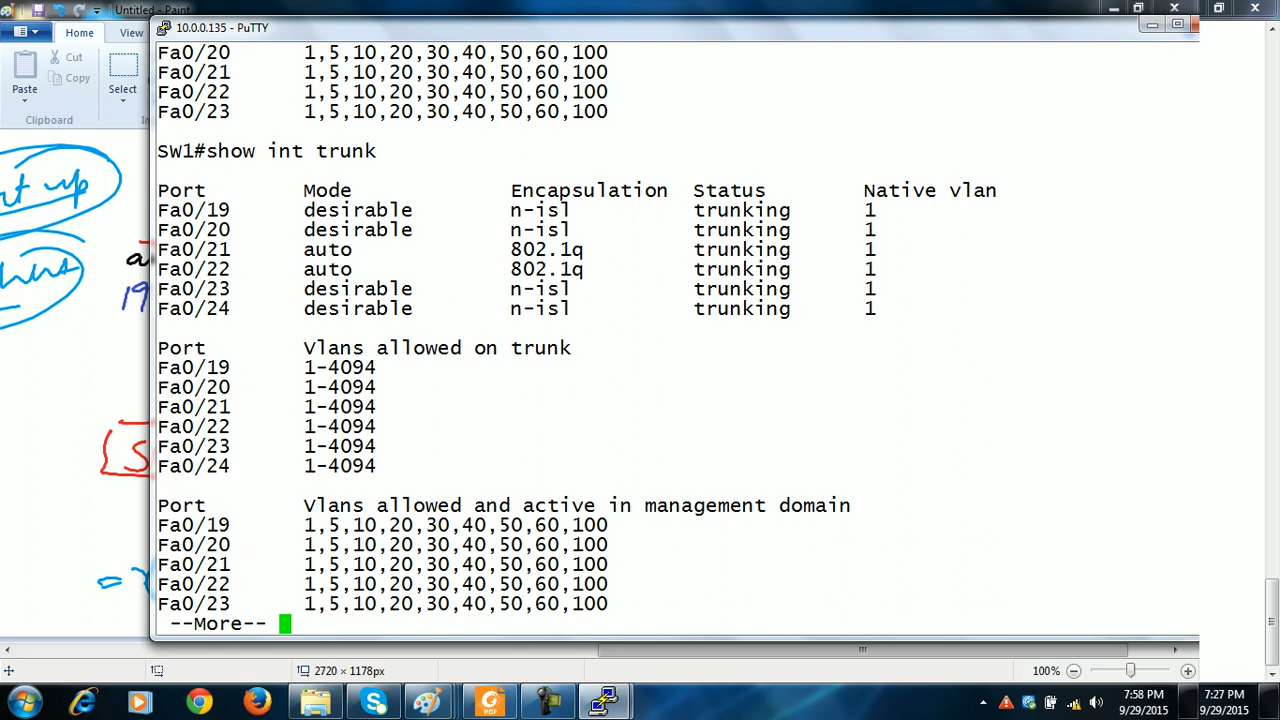 Untitled - Paint
10.0.0.135 - PuTTY
Home
View
Cut
Copy
Paste
Select
Clipboard
Fa0/20 1,5,10,20,30,40,50,60,100
Fa0/21 1,5,10,20,30,40,50,60,100
Fa0/22 1,5,10,20,30,40,50,60,100
Fa0/23 1,5,10,20,30,40,50,60,100
SW1#show int trunk
Port Mode Encapsulation Status Native vlan
Fa0/19 desirable n-isl trunking 1
Fa0/20 desirable n-isl trunking 1
Fa0/21 auto 802.1q trunking 1
Fa0/22 auto 802.1q trunking 1
Fa0/23 desirable n-isl trunking 1
Fa0/24 desirable n-isl trunking 1
Port Vlans allowed on trunk
Fa0/19 1-4094
Fa0/20 1-4094
Fa0/21 1-4094
Fa0/22 1-4094
Fa0/23 1-4094
Fa0/24 1-4094
Port Vlans allowed and active in management domain
Fa0/19 1,5,10,20,30,40,50,60,100
Fa0/20 1,5,10,20,30,40,50,60,100
Fa0/21 1,5,10,20,30,40,50,60,100
Fa0/22 1,5,10,20,30,40,50,60,100
Fa0/23 1,5,10,20,30,40,50,60,100
--More--
up
19
2720 × 1178px
100%
7:58 PM
9/29/2015
7:27 PM
9/29/2015